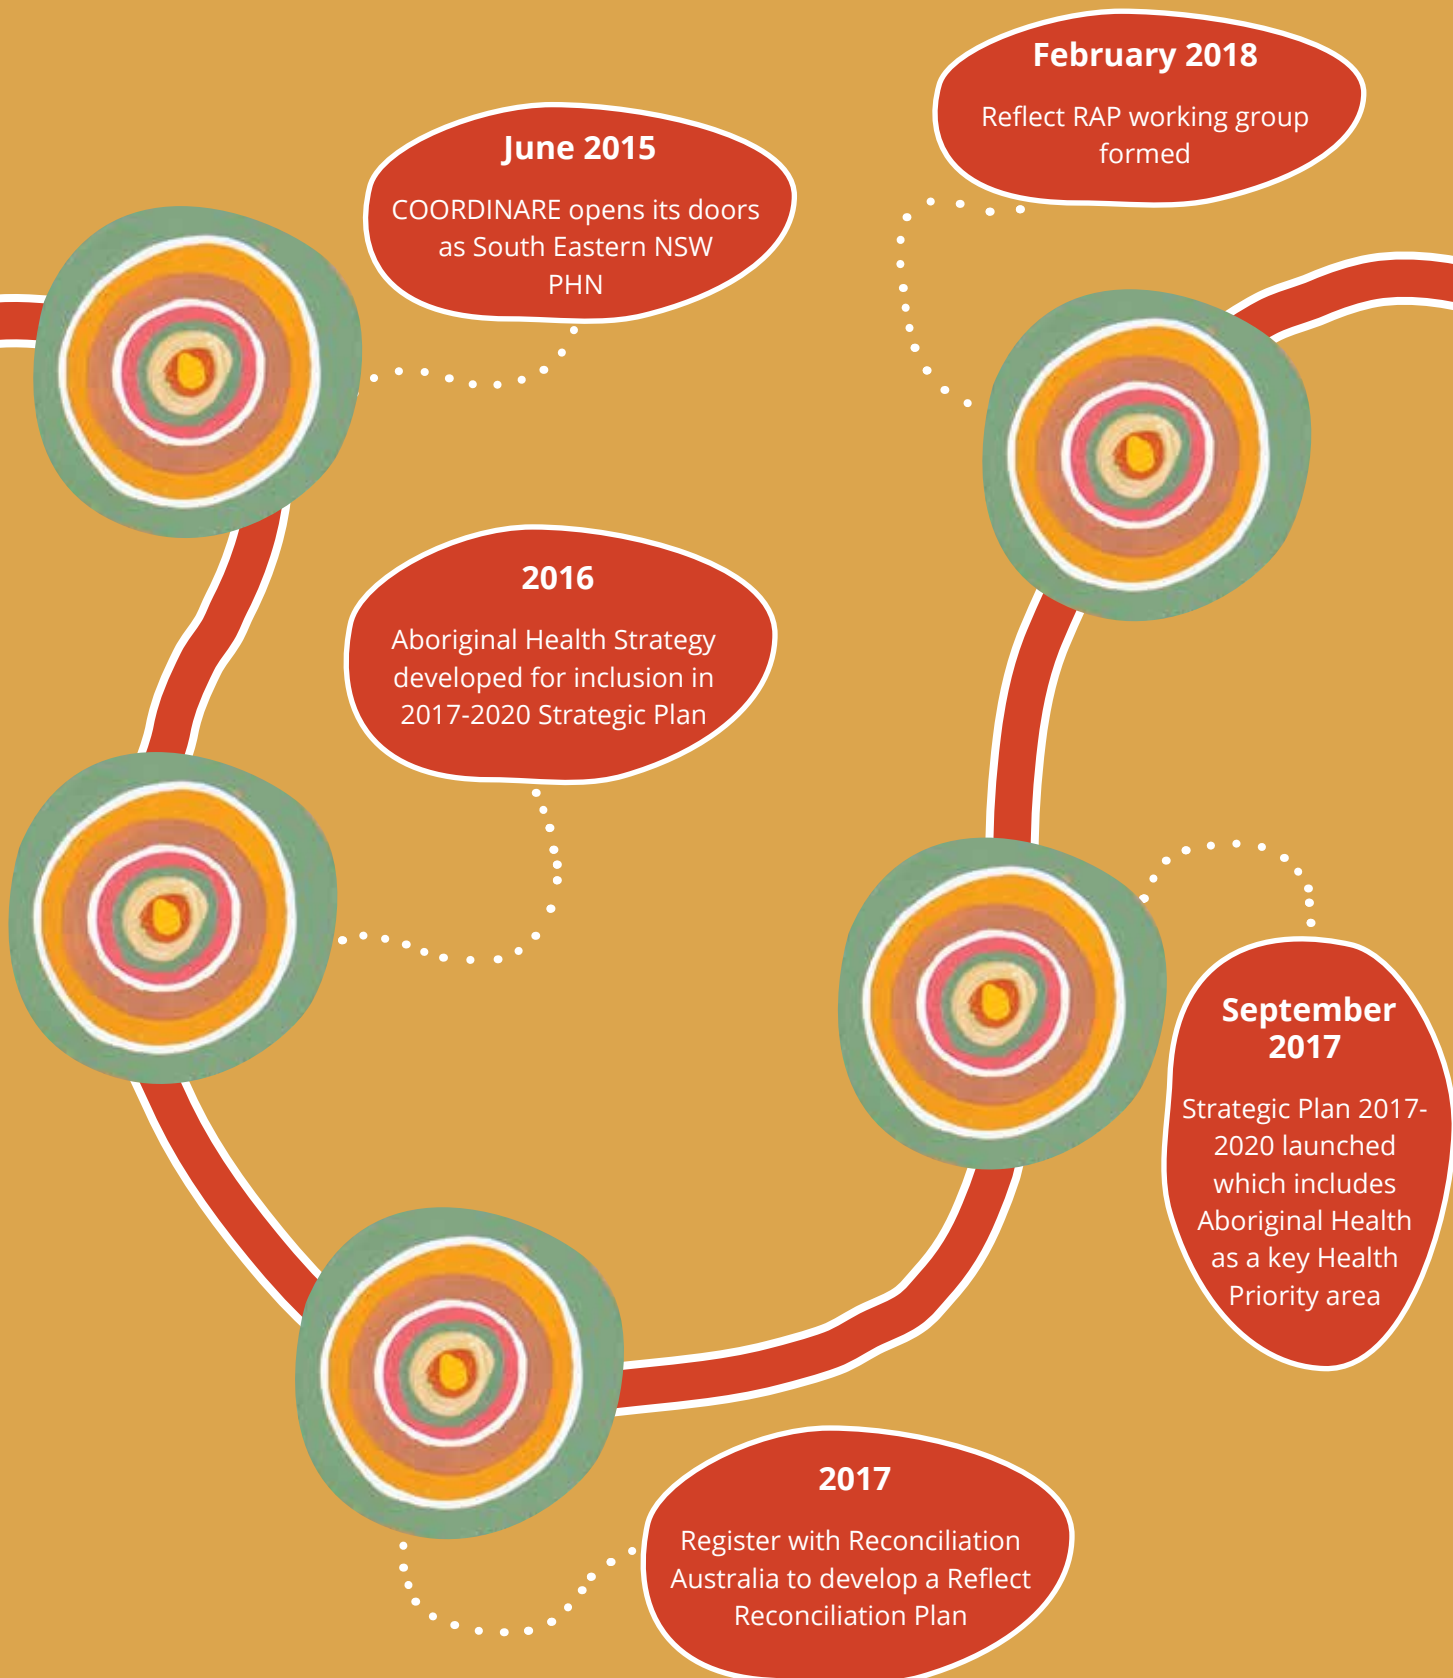 June 2015
COORDINARE opens its doors
as South Eastern NSW
PHN
2016
Aboriginal Health Strategy
developed for inclusion in
2017-2020 Strategic Plan
2017
Register with Reconciliation
Australia to develop a Reflect
Reconciliation Plan
September
2017
Strategic Plan 2017-
2020 launched
which includes
Aboriginal Health
as a key Health
Priority area
February 2018
Reflect RAP working group
formed